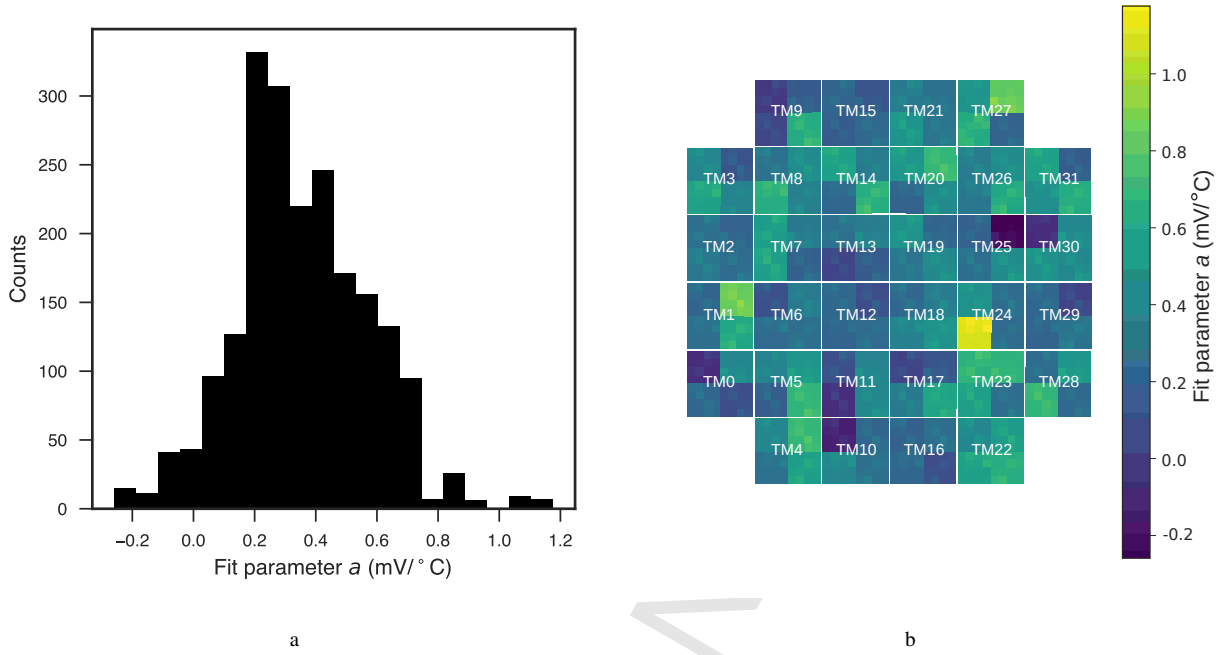 300
250
200
150
100
50
0
Counts
−0.2 0.0 0.2 0.4 0.6 0.8 1.0 1.2
Fit parameter a (mV/ ° C)
a
TM9 TM15 TM21 TM27
TM3 TM8 TM14 TM20 TM26 TM31
TM2 TM7 TM13 TM19 TM25 TM30
TM1 TM6 TM12 TM18 TM24 TM29
TM0 TM5 TM11 TM17 TM23 TM28
TM4 TM10 TM16 TM22
1.0
0.8
0.6
0.4
0.2
0.0
-0.2
Fit parameter a (mV/°C)
b